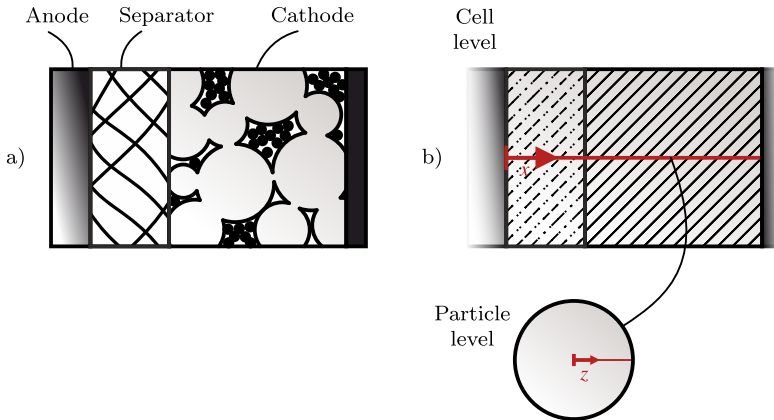 Anode Separator Cathode
a)
Cell
level
b)
x
Particle
level
z